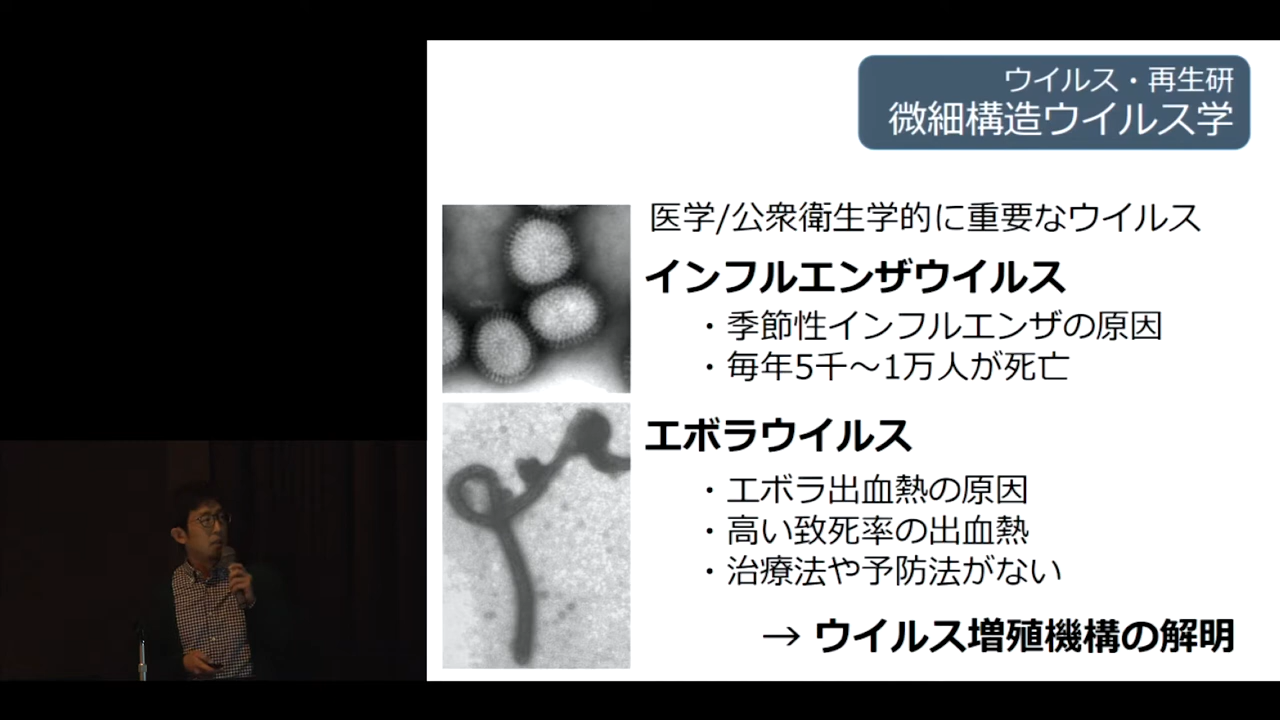 ウイルス・再生研
微細構造ウイルス学
医学/公衆衛生学的に重要なウイルス
インフルエンザウイルス
・季節性インフルエンザの原因
・毎年5千～1万人が死亡
エボラウイルス
・エボラ出血熱の原因
・高い致死率の出血熱
・治療法や予防法がない
→ ウイルス増殖機構の解明